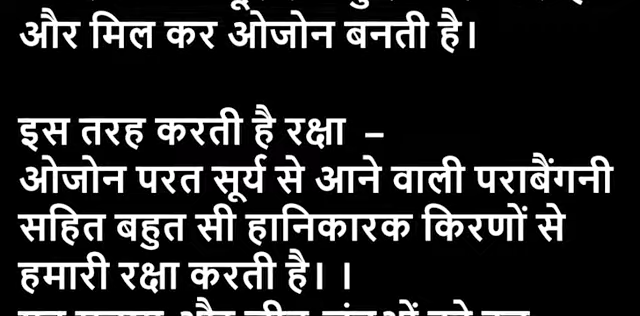 और मिल कर ओजोन बनती है।
इस तरह करती है रक्षा –
ओजोन परत सूर्य से आने वाली पराबैंगनी
सहित बहुत सी हानिकारक किरणों से
हमारी रक्षा करती है। ।